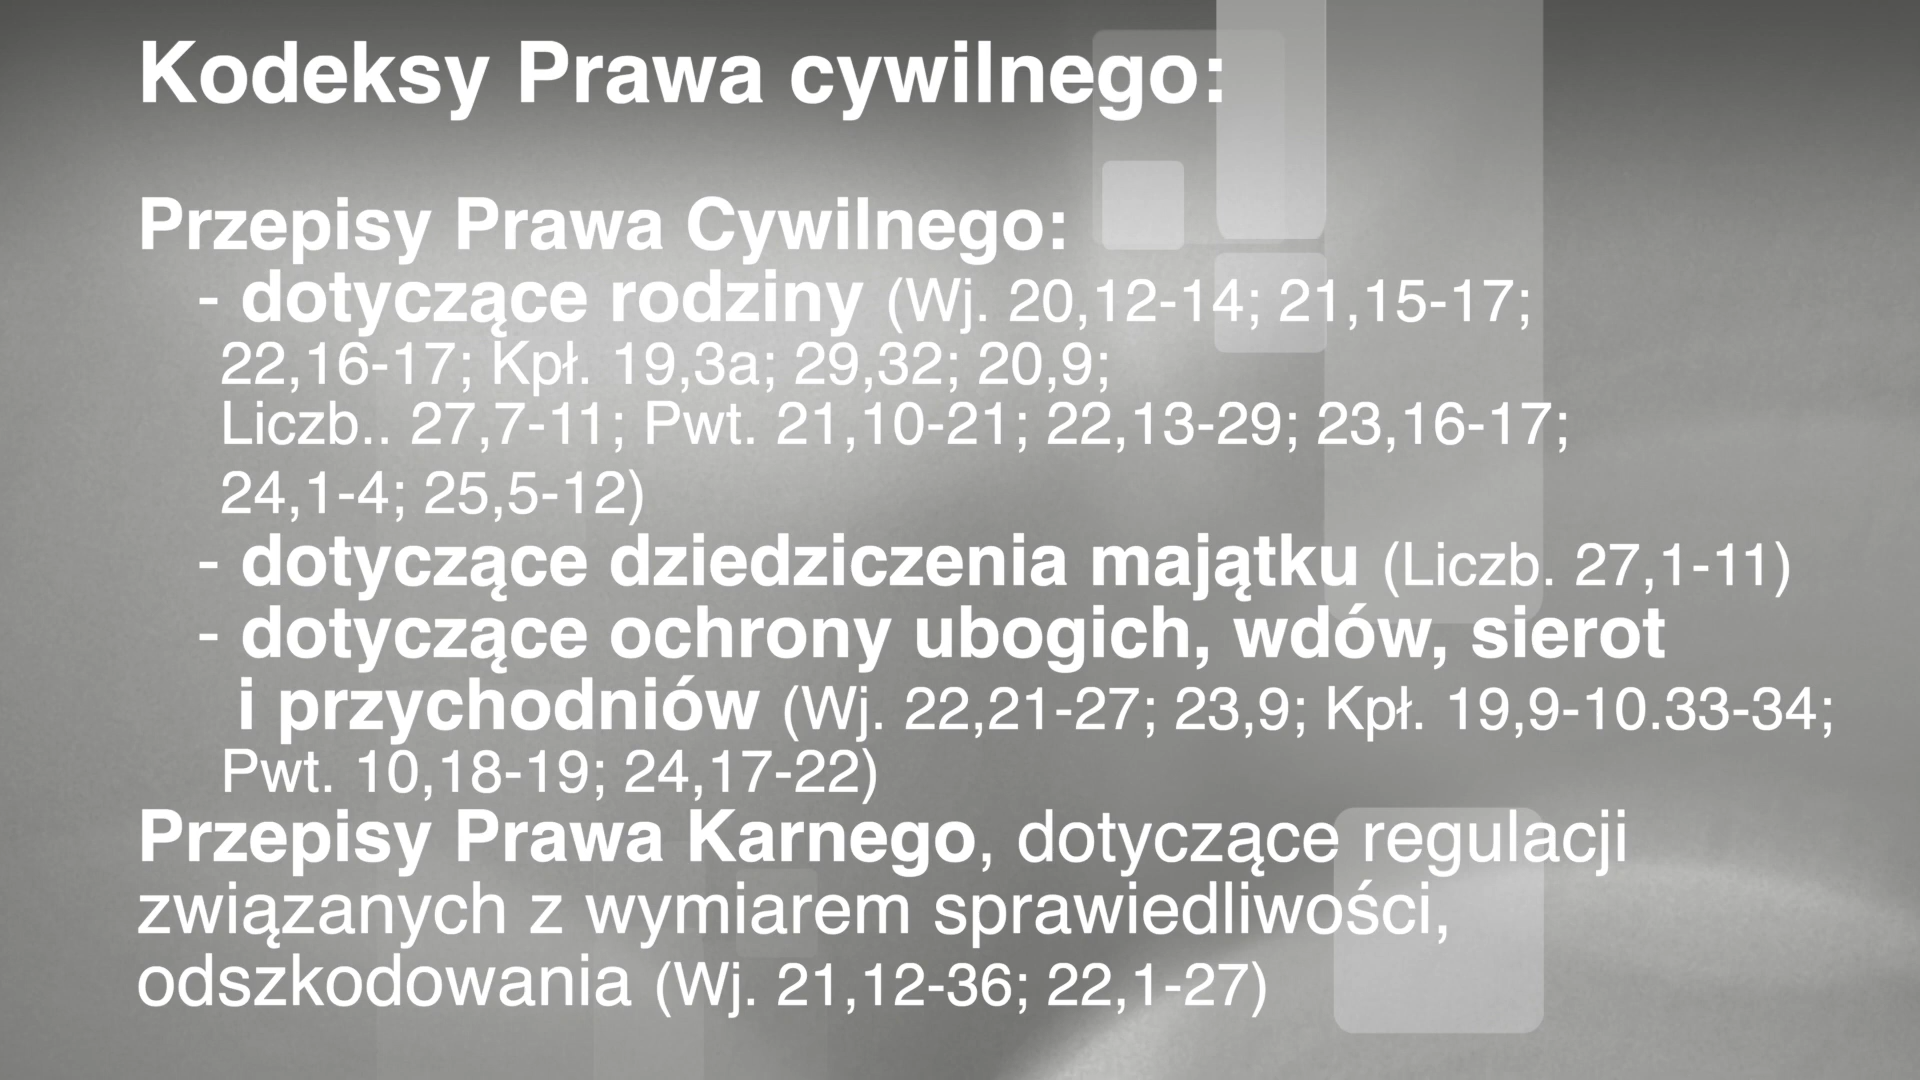 Kodeksy Prawa cywilnego:
Przepisy Prawa Cywilnego:
- dotyczące rodziny (Wj. 20,12-14; 21,15-17;
22,16-17; Kpł. 19,3a; 29,32; 20,9;
Liczb.. 27,7-11; Pwt. 21,10-21; 22,13-29; 23,16-17;
24,1-4; 25,5-12)
- dotyczące dziedziczenia majątku (Liczb. 27,1-11)
- dotyczące ochrony ubogich, wdów, sierot
i przychodniów (Wj. 22,21-27; 23,9; Kpł. 19,9-10.33-34;
Pwt. 10,18-19; 24,17-22)
Przepisy Prawa Karnego, dotyczące regulacji
związanych z wymiarem sprawiedliwości,
odszkodowania (Wj. 21,12-36; 22,1-27)